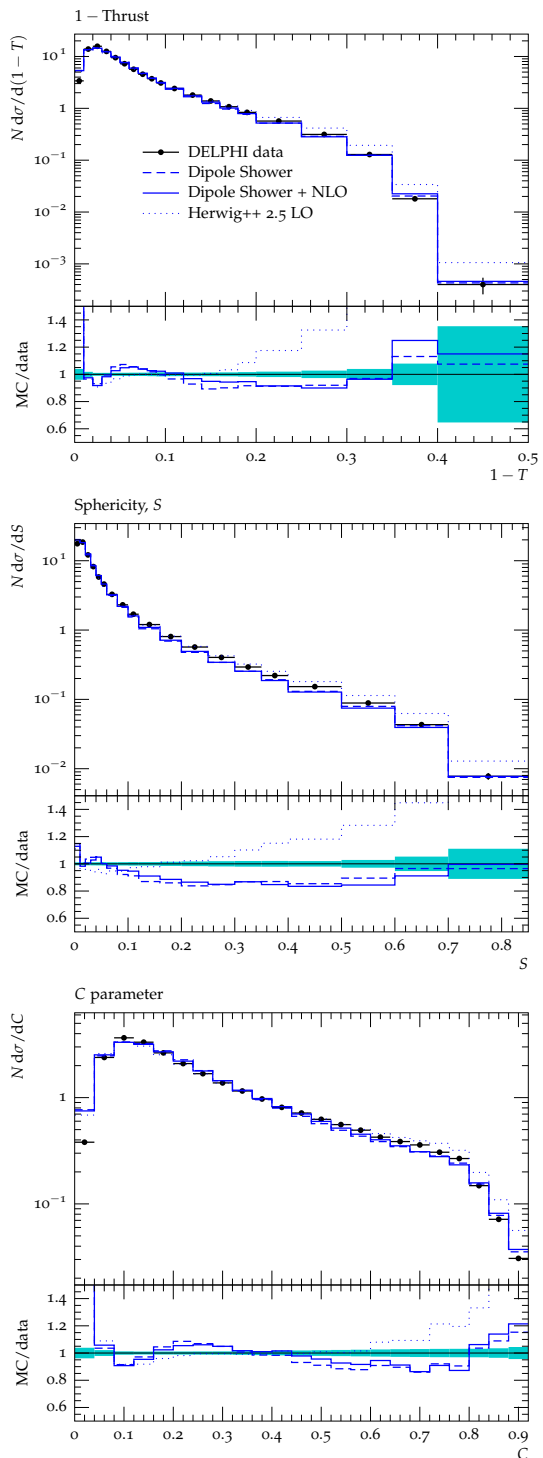 1 − Thrust
N dσ/d(1 − T)
10¹
1
10⁻¹
10⁻²
10⁻³
DELPHI data
Dipole Shower
Dipole Shower + NLO
Herwig++ 2.5 LO
MC/data
1.4
1.2
1.0
0.8
0.6
0 0.1 0.2 0.3 0.4 0.5
1 − T
Sphericity, S
N dσ/dS
10¹
1
10⁻¹
10⁻²
MC/data
1.4
1.2
1.0
0.8
0.6
0 0.1 0.2 0.3 0.4 0.5 0.6 0.7 0.8
S
C parameter
N dσ/dC
1
10⁻¹
MC/data
1.4
1.2
1.0
0.8
0.6
0 0.1 0.2 0.3 0.4 0.5 0.6 0.7 0.8 0.9
C